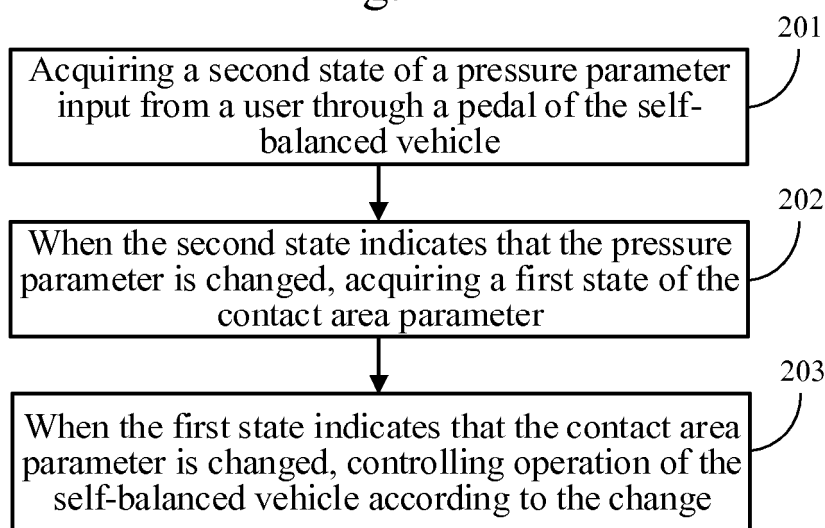 201
Acquiring a second state of a pressure parameter
input from a user through a pedal of the self-
balanced vehicle
202
When the second state indicates that the pressure
parameter is changed, acquiring a first state of the
contact area parameter
203
When the first state indicates that the contact area
parameter is changed, controlling operation of the
self-balanced vehicle according to the change